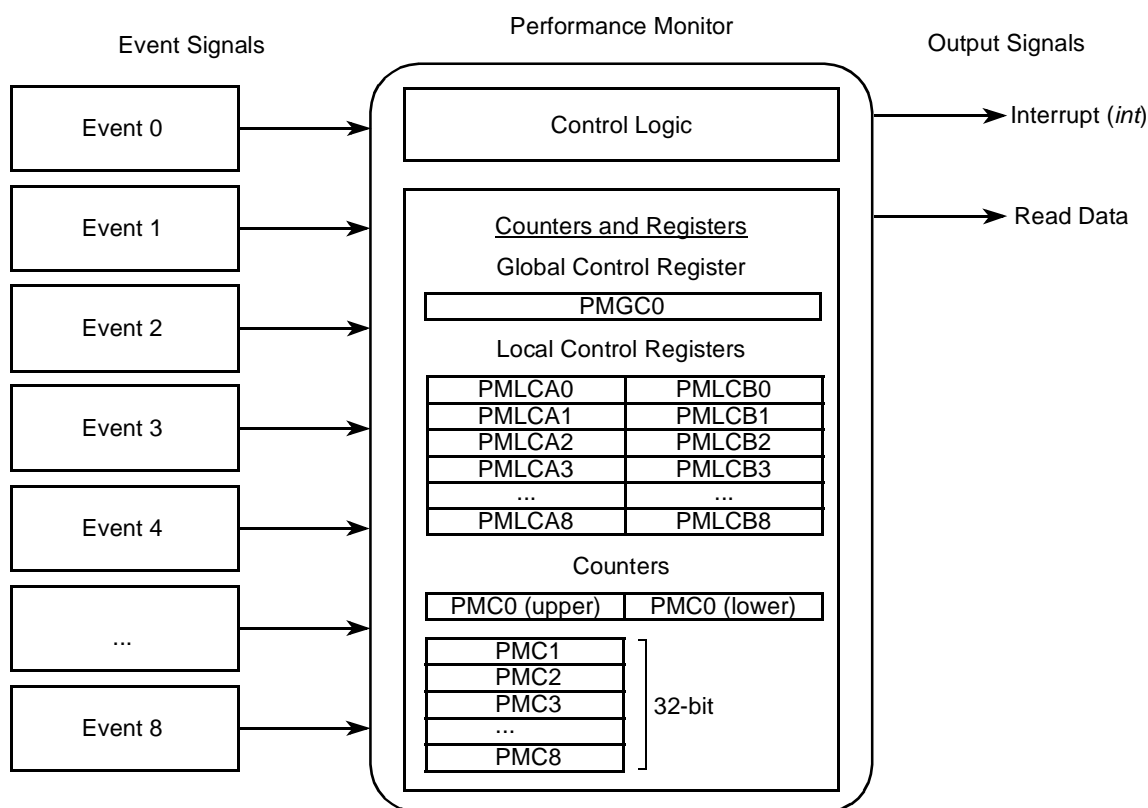 Event Signals
Performance Monitor
Output Signals
Event 0
Event 1
Event 2
Event 3
Event 4
...
Event 8
Control Logic
Counters and Registers
Global Control Register
PMGC0
Local Control Registers
PMLCA0 PMLCB0
PMLCA1 PMLCB1
PMLCA2 PMLCB2
PMLCA3 PMLCB3
... ...
PMLCA8 PMLCB8
Counters
PMC0 (upper) PMC0 (lower)
PMC1
PMC2
PMC3
...
PMC8
32-bit
Interrupt (int)
Read Data